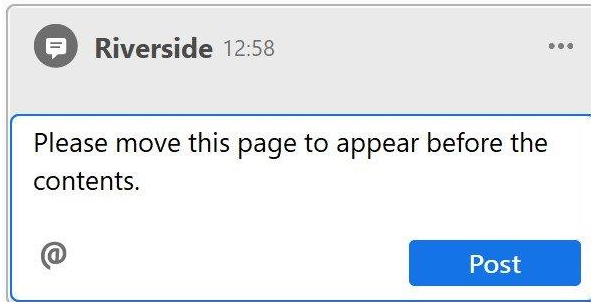 Riverside 12:58
Please move this page to appear before the
contents.
@
Post